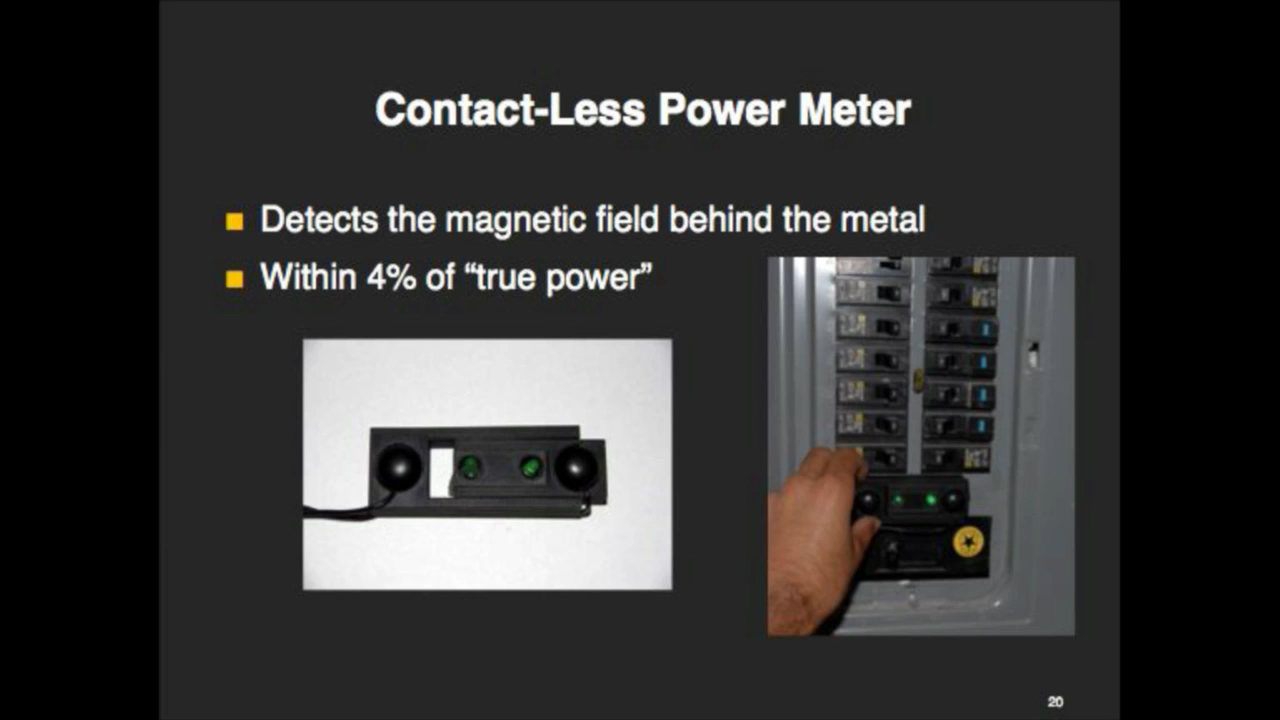 Contact-Less Power Meter
Detects the magnetic field behind the metal
Within 4% of “true power”
20